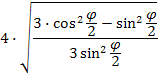 4 · √((3 · cos² φ/2 − sin² φ/2) / (3 sin² φ/2))